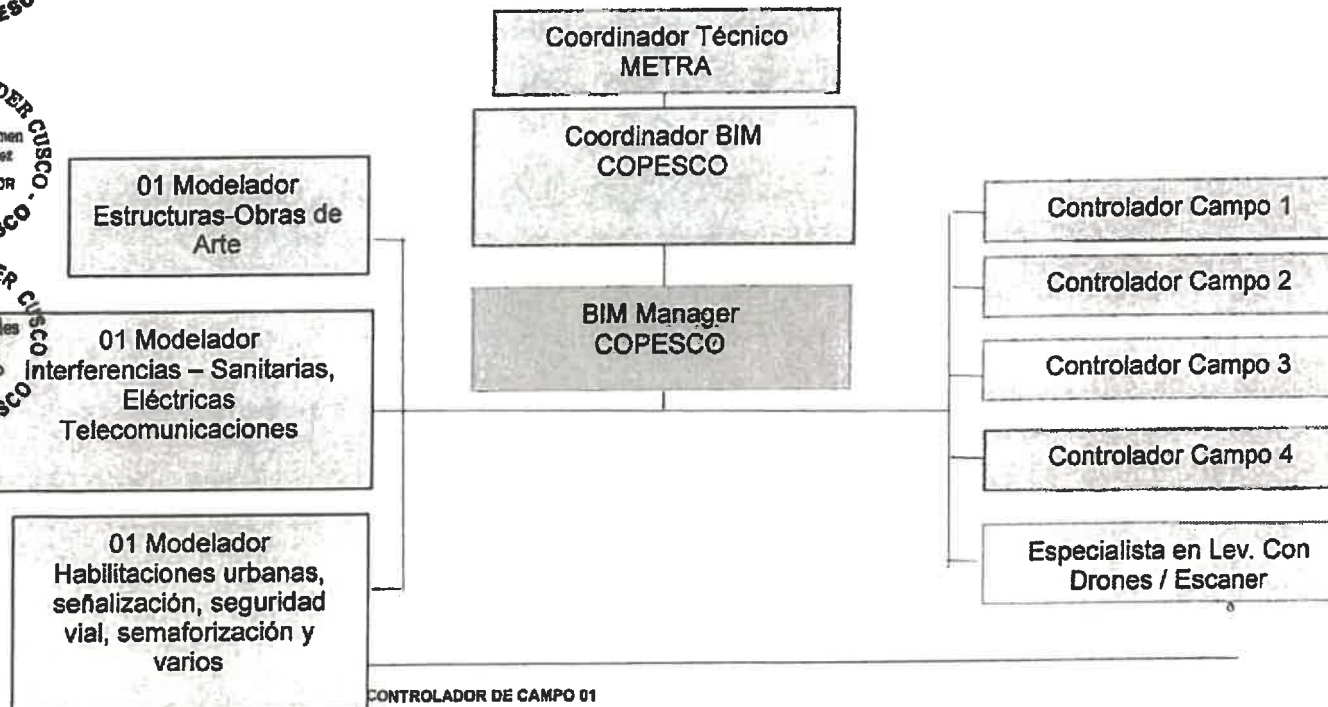 Coordinador Técnico
METRA
Coordinador BIM
COPESCO
BIM Manager
COPESCO
01 Modelador
Estructuras-Obras de
Arte
01 Modelador
Interferencias – Sanitarias,
Eléctricas
Telecomunicaciones
01 Modelador
Habilitaciones urbanas,
señalización, seguridad
vial, semaforización y
varios
Controlador Campo 1
Controlador Campo 2
Controlador Campo 3
Controlador Campo 4
Especialista en Lev. Con
Drones / Escaner
CONTROLADOR DE CAMPO 01
CUSCO
CUSCO